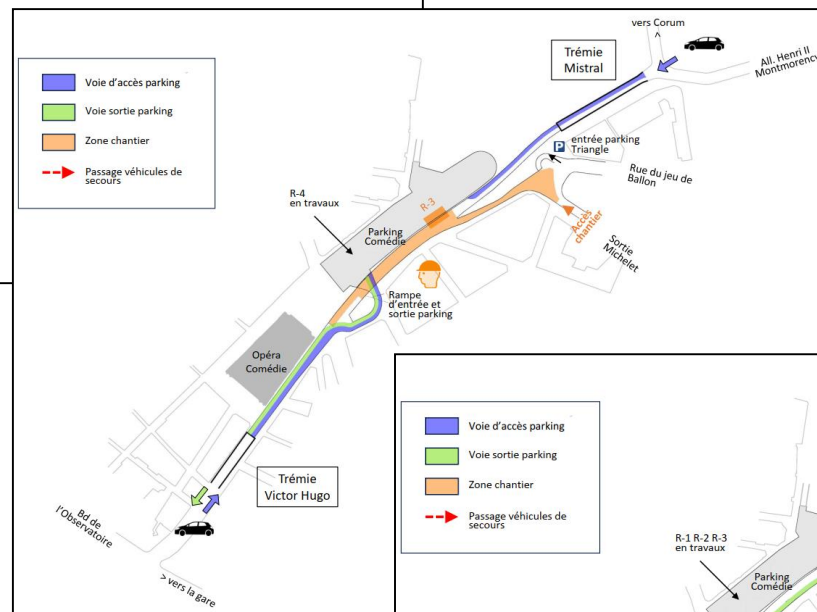 vers Corum
>
Trémie
Mistral
All. Henri II
Montmorency
Voie d'accès parking
Voie sortie parking
Zone chantier
Passage véhicules de
secours
P
entrée parking
Triangle
Rue du jeu de
Ballon
R-4
en travaux
R-3
Parking
Comédie
Accès
chantier
Sortie
Michelet
Rampe
d'entrée et
sortie parking
Opéra
Comédie
Trémie
Victor Hugo
Bd de
l'Observatoire
> vers la gare
Voie d'accès parking
Voie sortie parking
Zone chantier
Passage véhicules de
secours
R-1 R-2 R-3
en travaux
Parking
Comédie